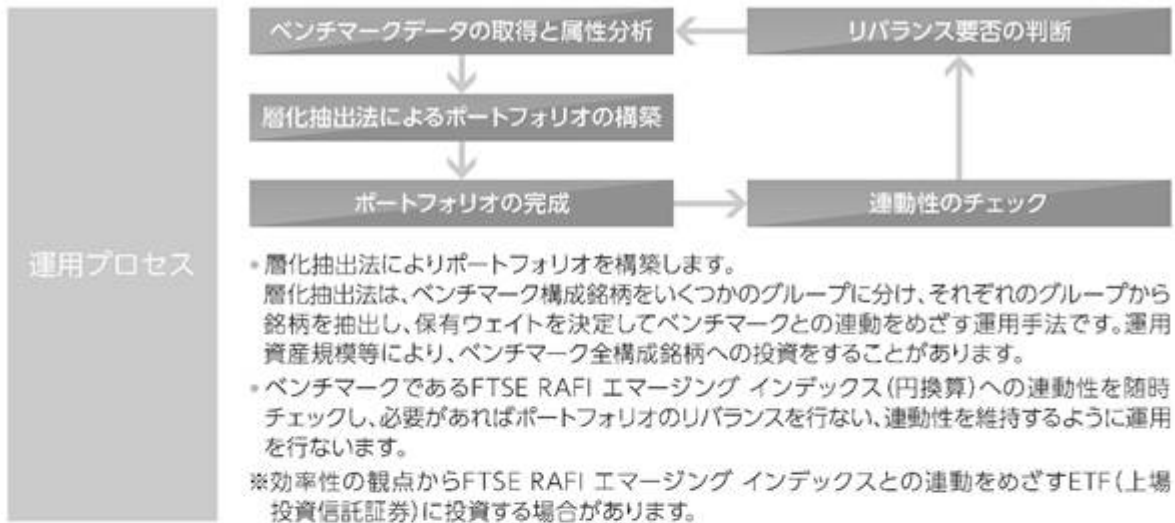 運用プロセス
ベンチマークデータの取得と属性分析
リバランス要否の判断
層化抽出法によるポートフォリオの構築
ポートフォリオの完成
連動性のチェック
•層化抽出法によりポートフォリオを構築します。
層化抽出法は、ベンチマーク構成銘柄をいくつかのグループに分け、それぞれのグループから
銘柄を抽出し、保有ウェイトを決定してベンチマークとの連動をめざす運用手法です。運用
資産規模等により、ベンチマーク全構成銘柄への投資をすることがあります。
•ベンチマークであるFTSE RAFI エマージング インデックス(円換算)への連動性を随時
チェックし、必要があればポートフォリオのリバランスを行ない、連動性を維持するように運用
を行ないます。
※効率性の観点からFTSE RAFI エマージング インデックスとの連動をめざすETF(上場
投資信託証券)に投資する場合があります。